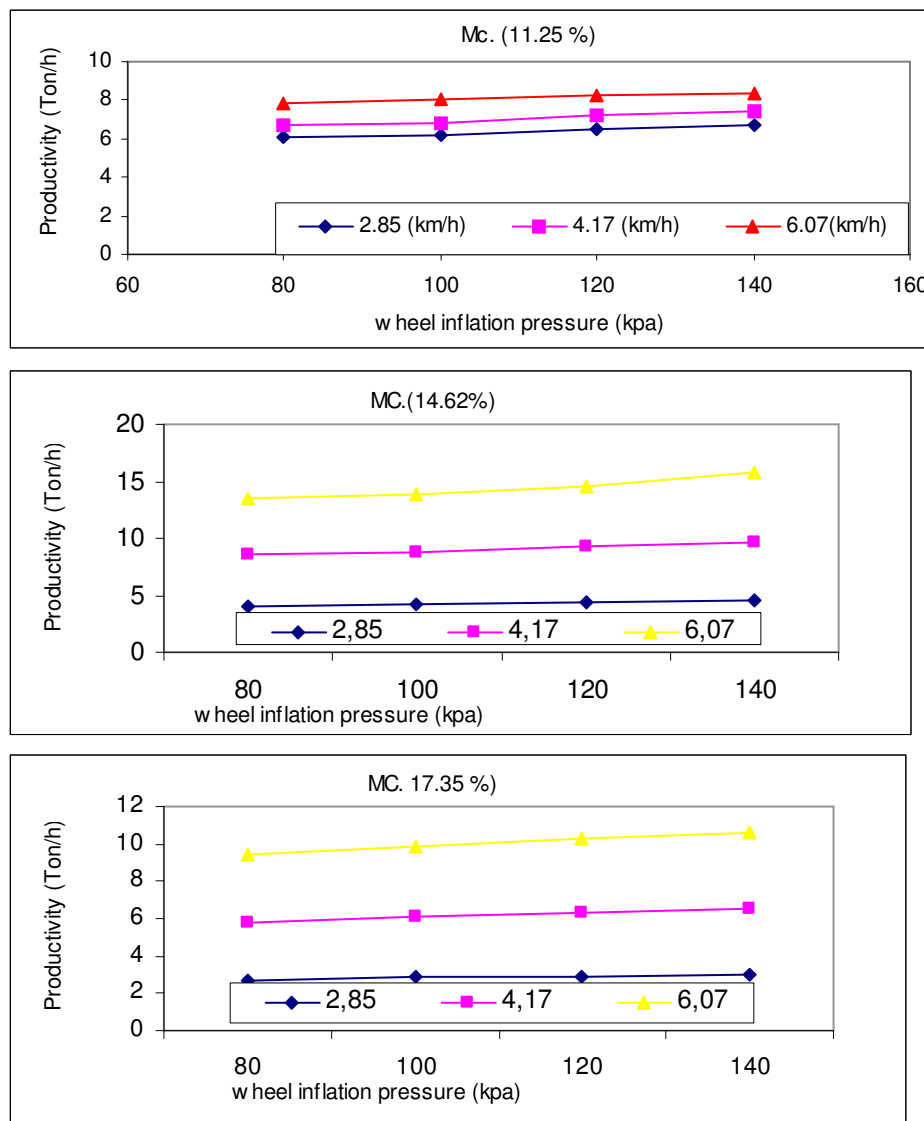 Mc. (11.25 %)
Productivity (Ton/h)
10
8
6
4
2
0
2.85 (km/h) 4.17 (km/h) 6.07(km/h)
60 80 100 120 140 160
w heel inflation pressure (kpa)
MC.(14.62%)
Productivity (Ton/h)
20
15
10
5
0
2,85 4,17 6,07
80 100 120 140
w heel inflation pressure (kpa)
MC. 17.35 %)
Productivity (Ton/h)
12
10
8
6
4
2
0
2,85 4,17 6,07
80 100 120 140
w heel inflation pressure (kpa)